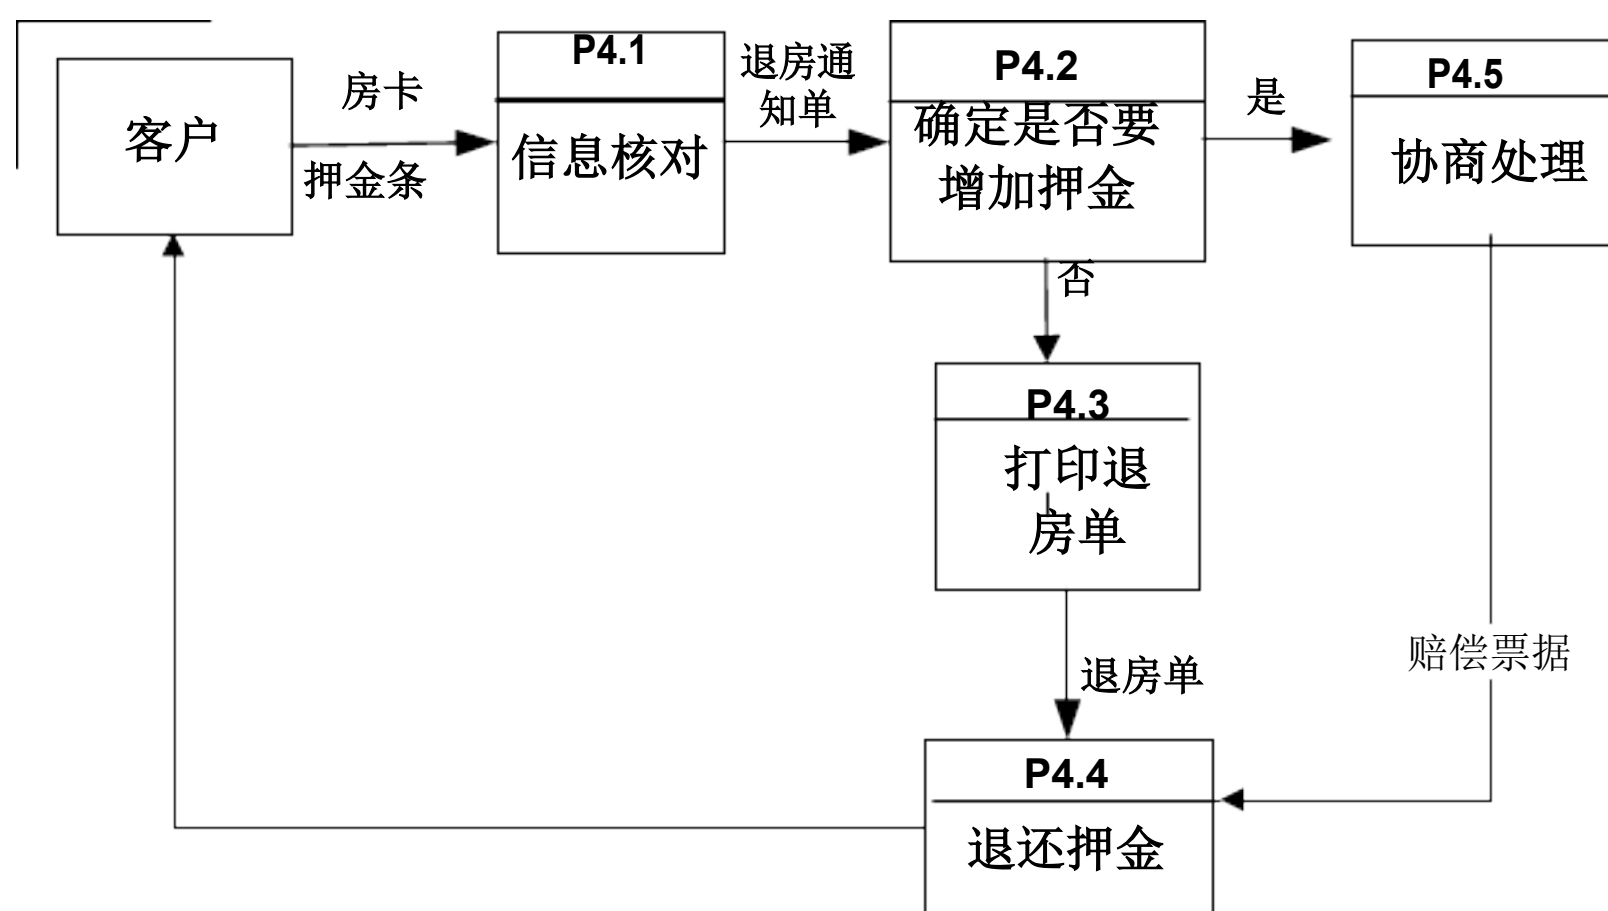 客户
房卡
押金条
P4.1
信息核对
退房通
知单
P4.2
确定是否要
增加押金
是
P4.5
协商处理
否
P4.3
打印退
房单
退房单
赔偿票据
P4.4
退还押金